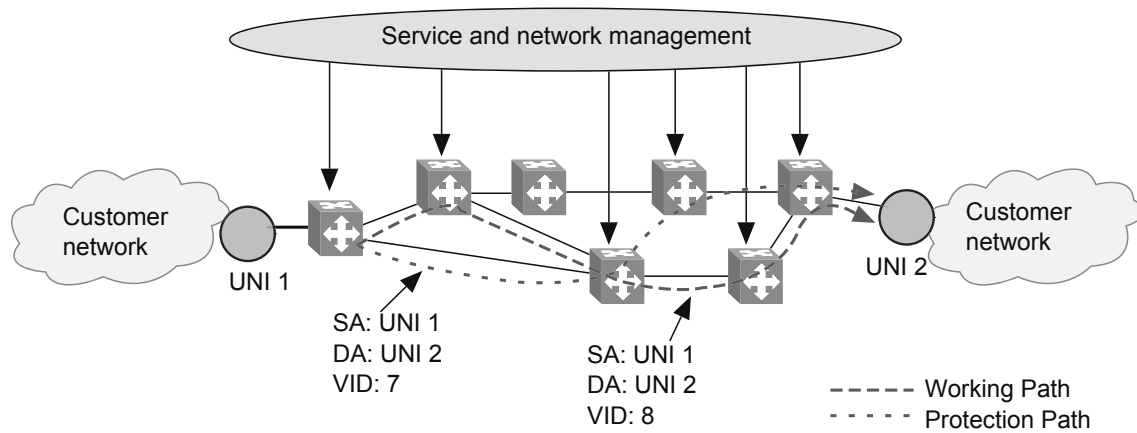 Service and network management
Customer
network
UNI 1
UNI 2
Customer
network
SA: UNI 1
DA: UNI 2
VID: 7
SA: UNI 1
DA: UNI 2
VID: 8
Working Path
Protection Path